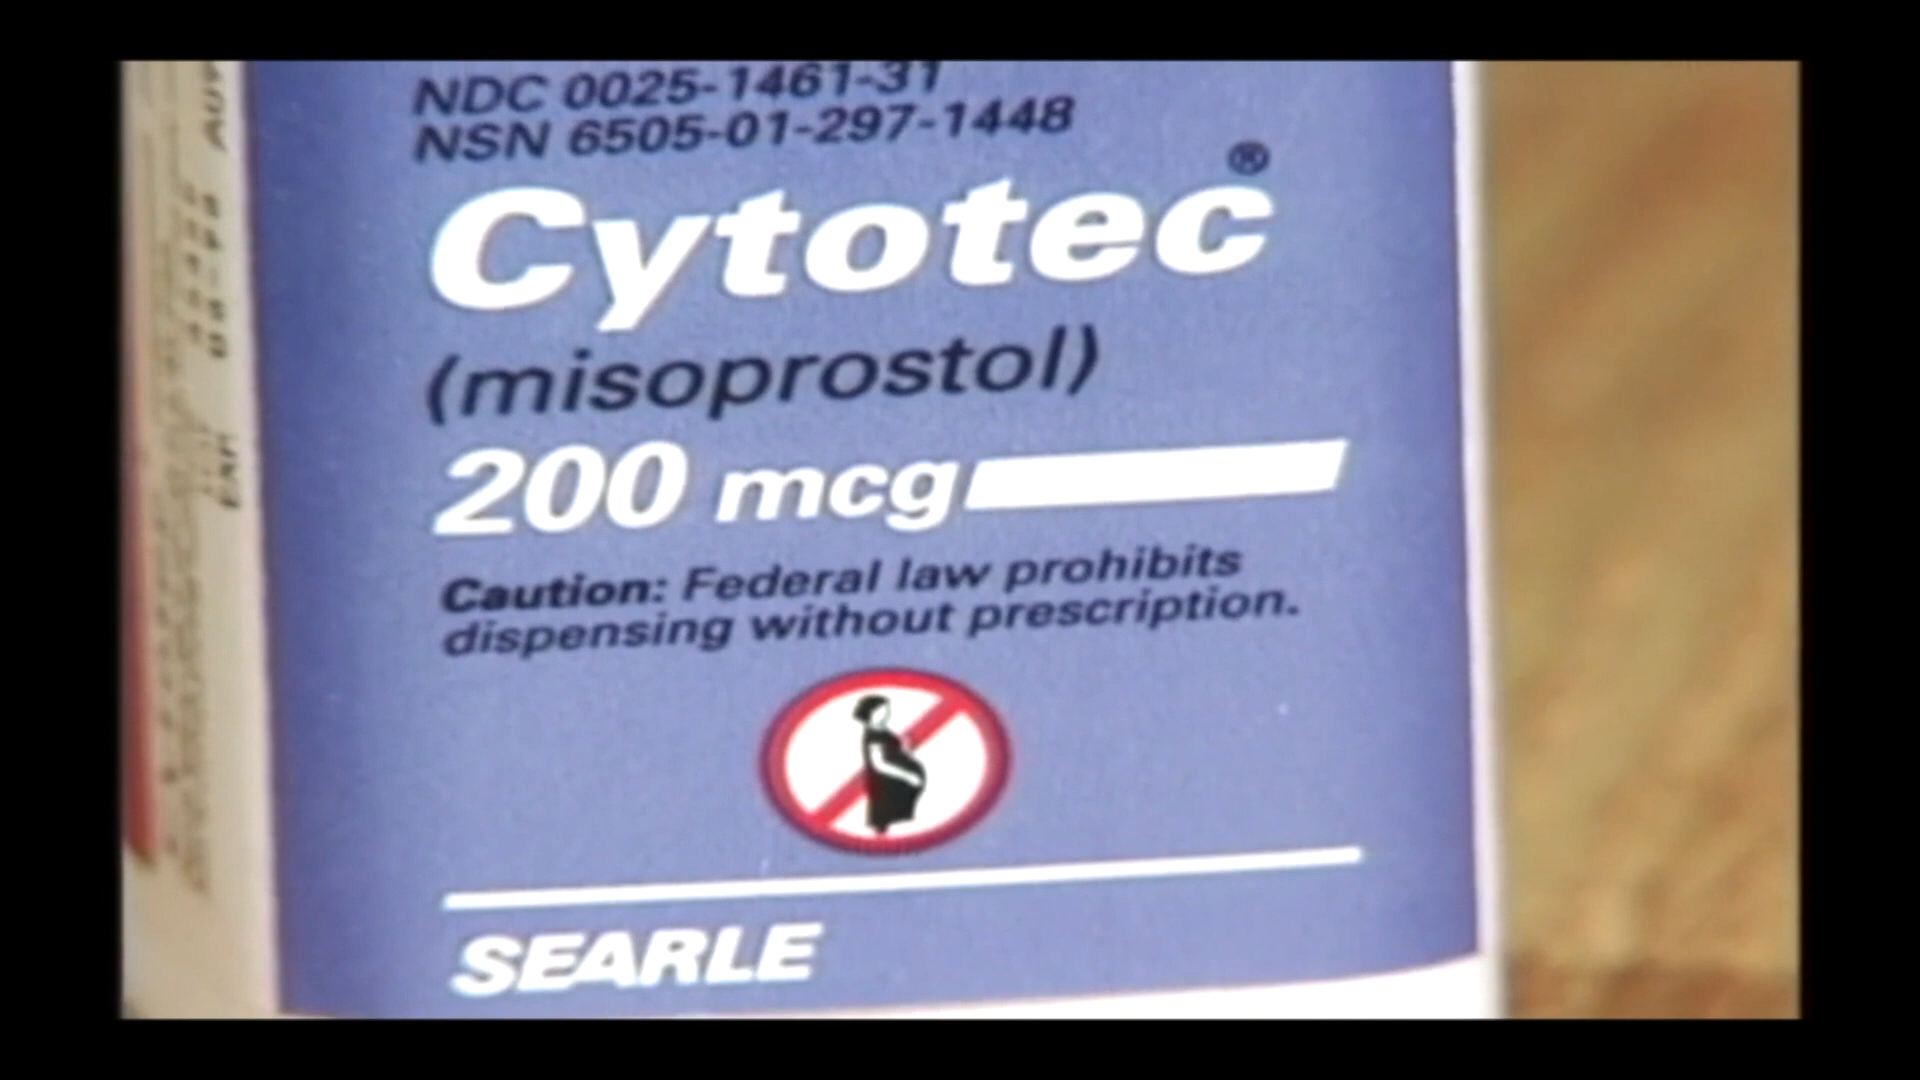 NDC 0025-1461-31
NSN 6505-01-297-1448
Cytotec®
(misoprostol)
200 mcg
Caution: Federal law prohibits
dispensing without prescription.
SEARLE
EXP